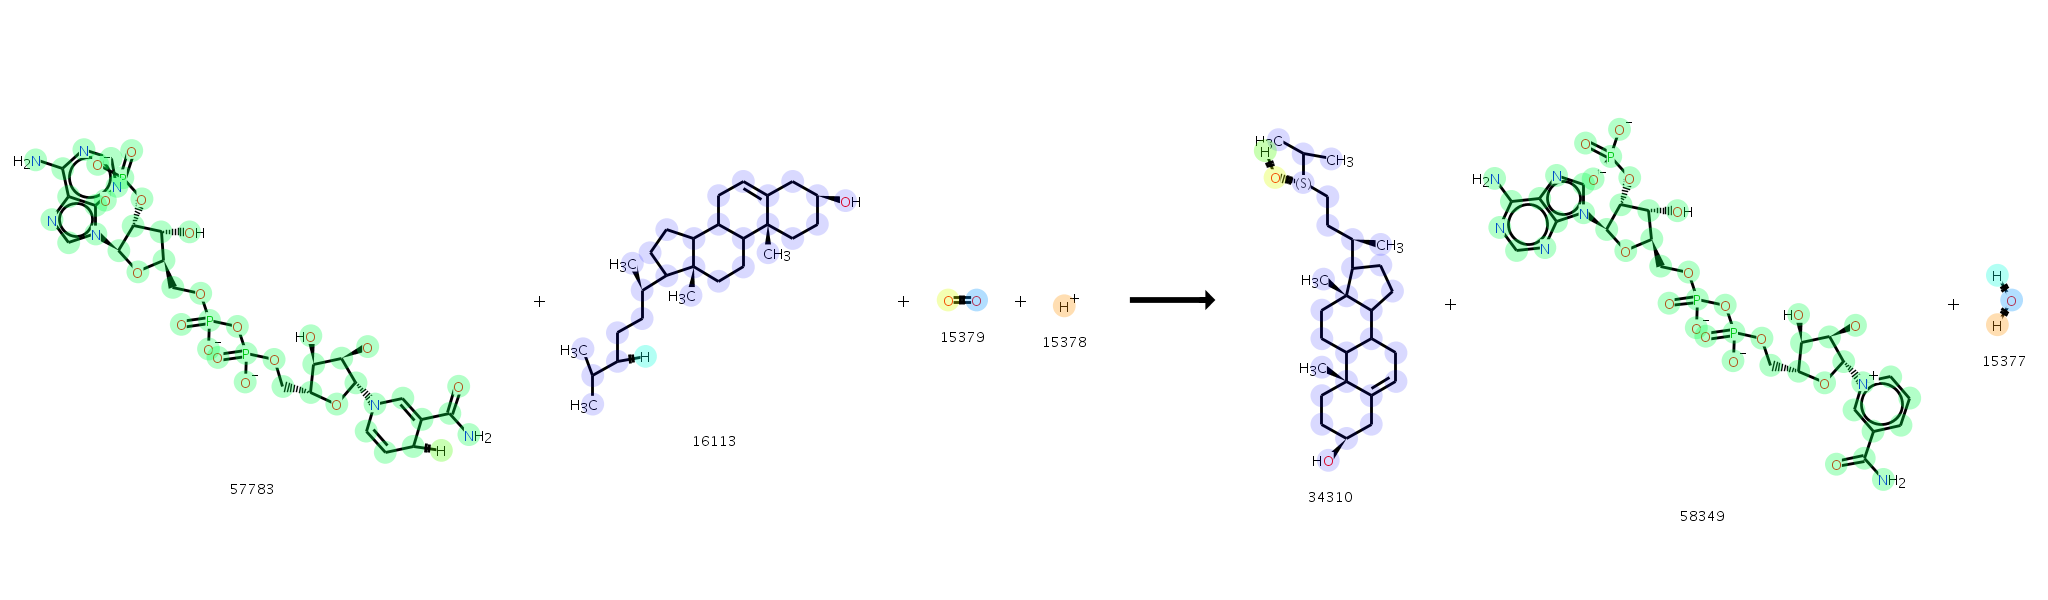 H₂N N N N N O⁻ P O O O OH O O P O O⁻ O P O O⁻ O HO O O N O NH₂ H
57783
+
H₃C H₃C CH₃ OH H₃C H₃C H
16113
+
O O
15379
+
H⁺
15378
H₃C CH₃ H O (S) CH₃ H₃C H₃C HO
34310
+
O⁻ O P O⁻ O OH H₂N N N N N O O O P O⁻ O O P O⁻ O HO O O N⁺ O NH₂
58349
+
H O H
15377